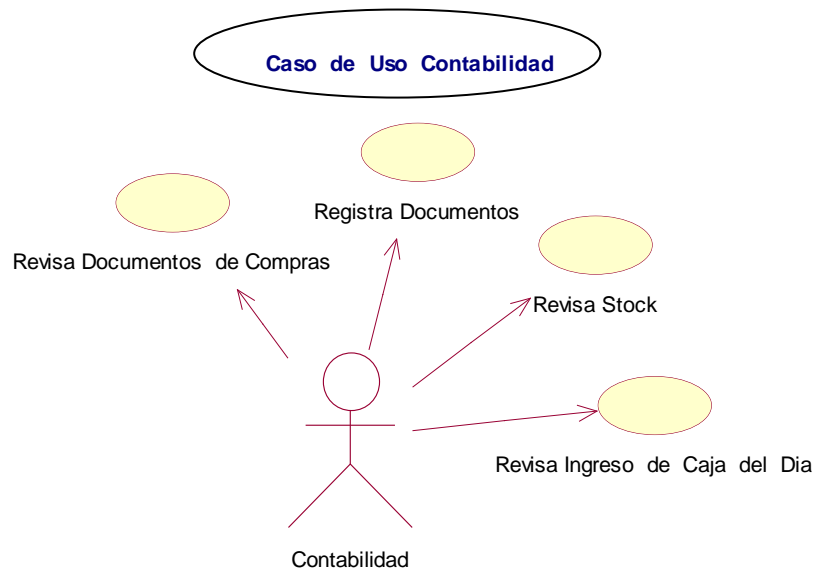 Caso de Uso Contabilidad
Registra Documentos
Revisa Documentos de Compras
Revisa Stock
Revisa Ingreso de Caja del Dia
Contabilidad